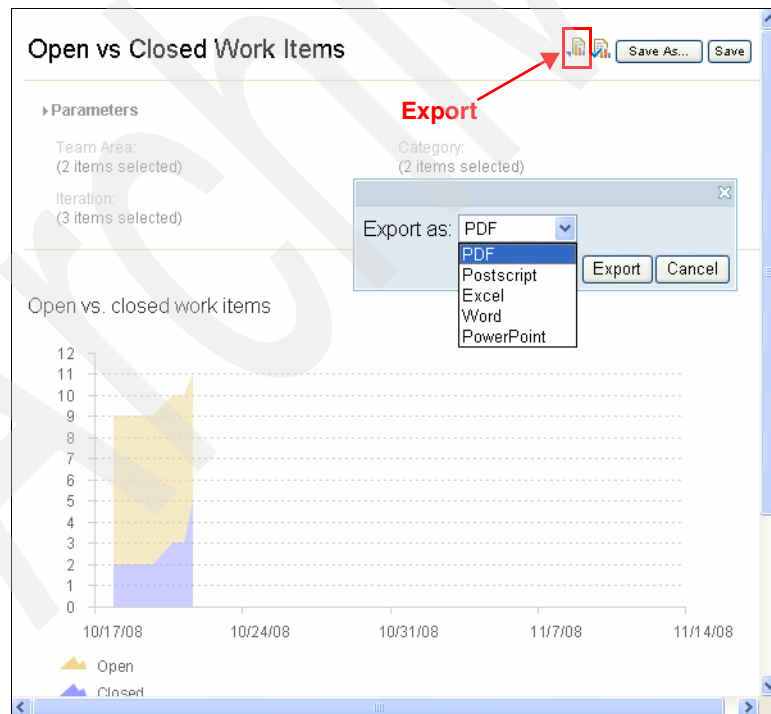 Open vs Closed Work Items
Save As...
Save
Export
Parameters
Team Area:
(2 items selected)
Category:
(2 items selected)
Iteration:
(3 items selected)
Export as: PDF
PDF
Postscript
Excel
Word
PowerPoint
Export
Cancel
Open vs. closed work items
12
11
10
9
8
7
6
5
4
3
2
1
0
10/17/08
10/24/08
10/31/08
11/7/08
11/14/08
Open
Closed